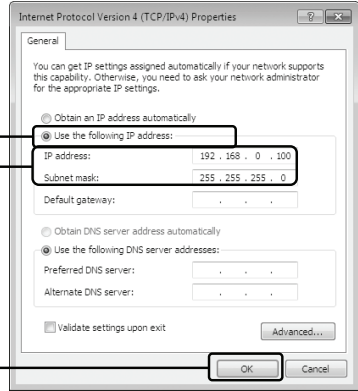 Internet Protocol Version 4 (TCP/IPv4) Properties
General
You can get IP settings assigned automatically if your network supports
this capability. Otherwise, you need to ask your network administrator
for the appropriate IP settings.
Obtain an IP address automatically
Use the following IP address:
IP address: 192 . 168 . 0 . 100
Subnet mask: 255 . 255 . 255 . 0
Default gateway: . . .
Obtain DNS server address automatically
Use the following DNS server addresses:
Preferred DNS server: . . .
Alternate DNS server: . . .
Validate settings upon exit
Advanced...
OK Cancel